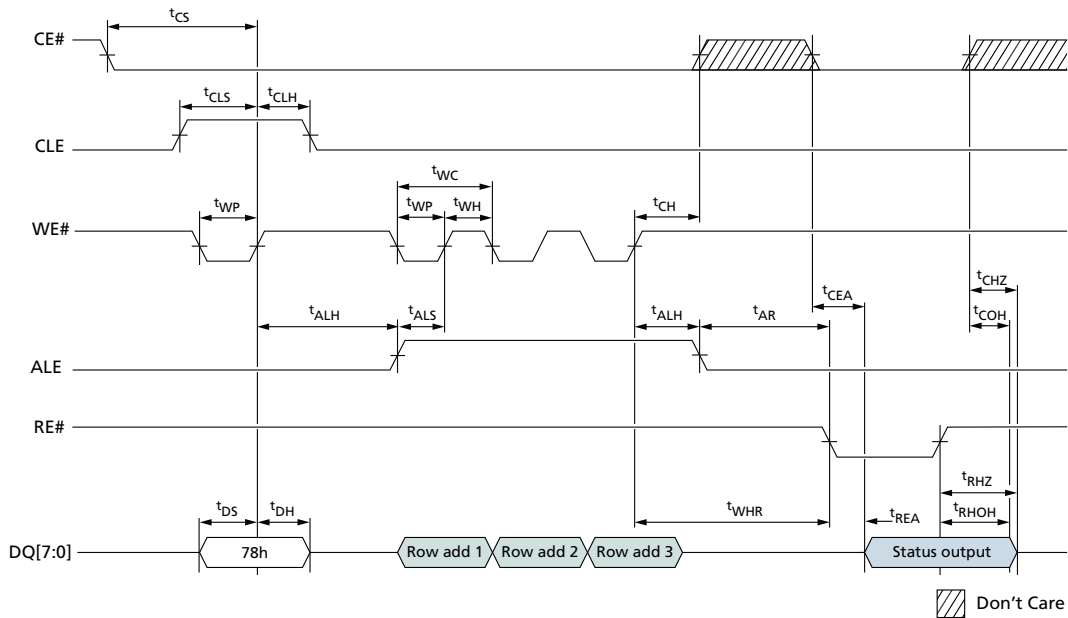 tCS
CE#
tCLS tCLH
CLE
tWC
tWP tWP tWH tCH
WE#
tCEA tCHZ
tALH tALS tALH tAR tCOH
ALE
RE#
tRHZ
tDS tDH tWHR tREA tRHOH
DQ[7:0] 78h Row add 1 Row add 2 Row add 3 Status output
Don't Care